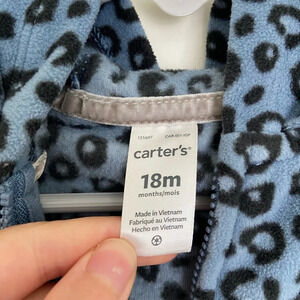 carter's®
18m
months/mois
Made in Vietnam
Fabriqué au Vietnam
Hecho en Vietnam